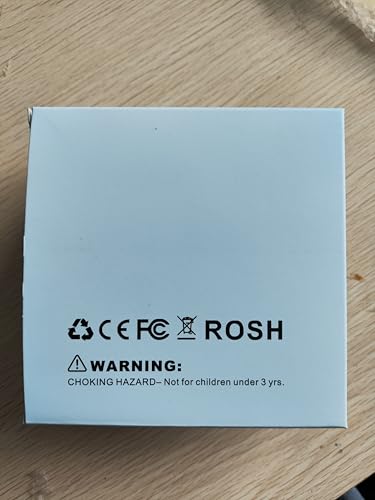 CE FC ROSH
WARNING:
CHOKING HAZARD– Not for children under 3 yrs.